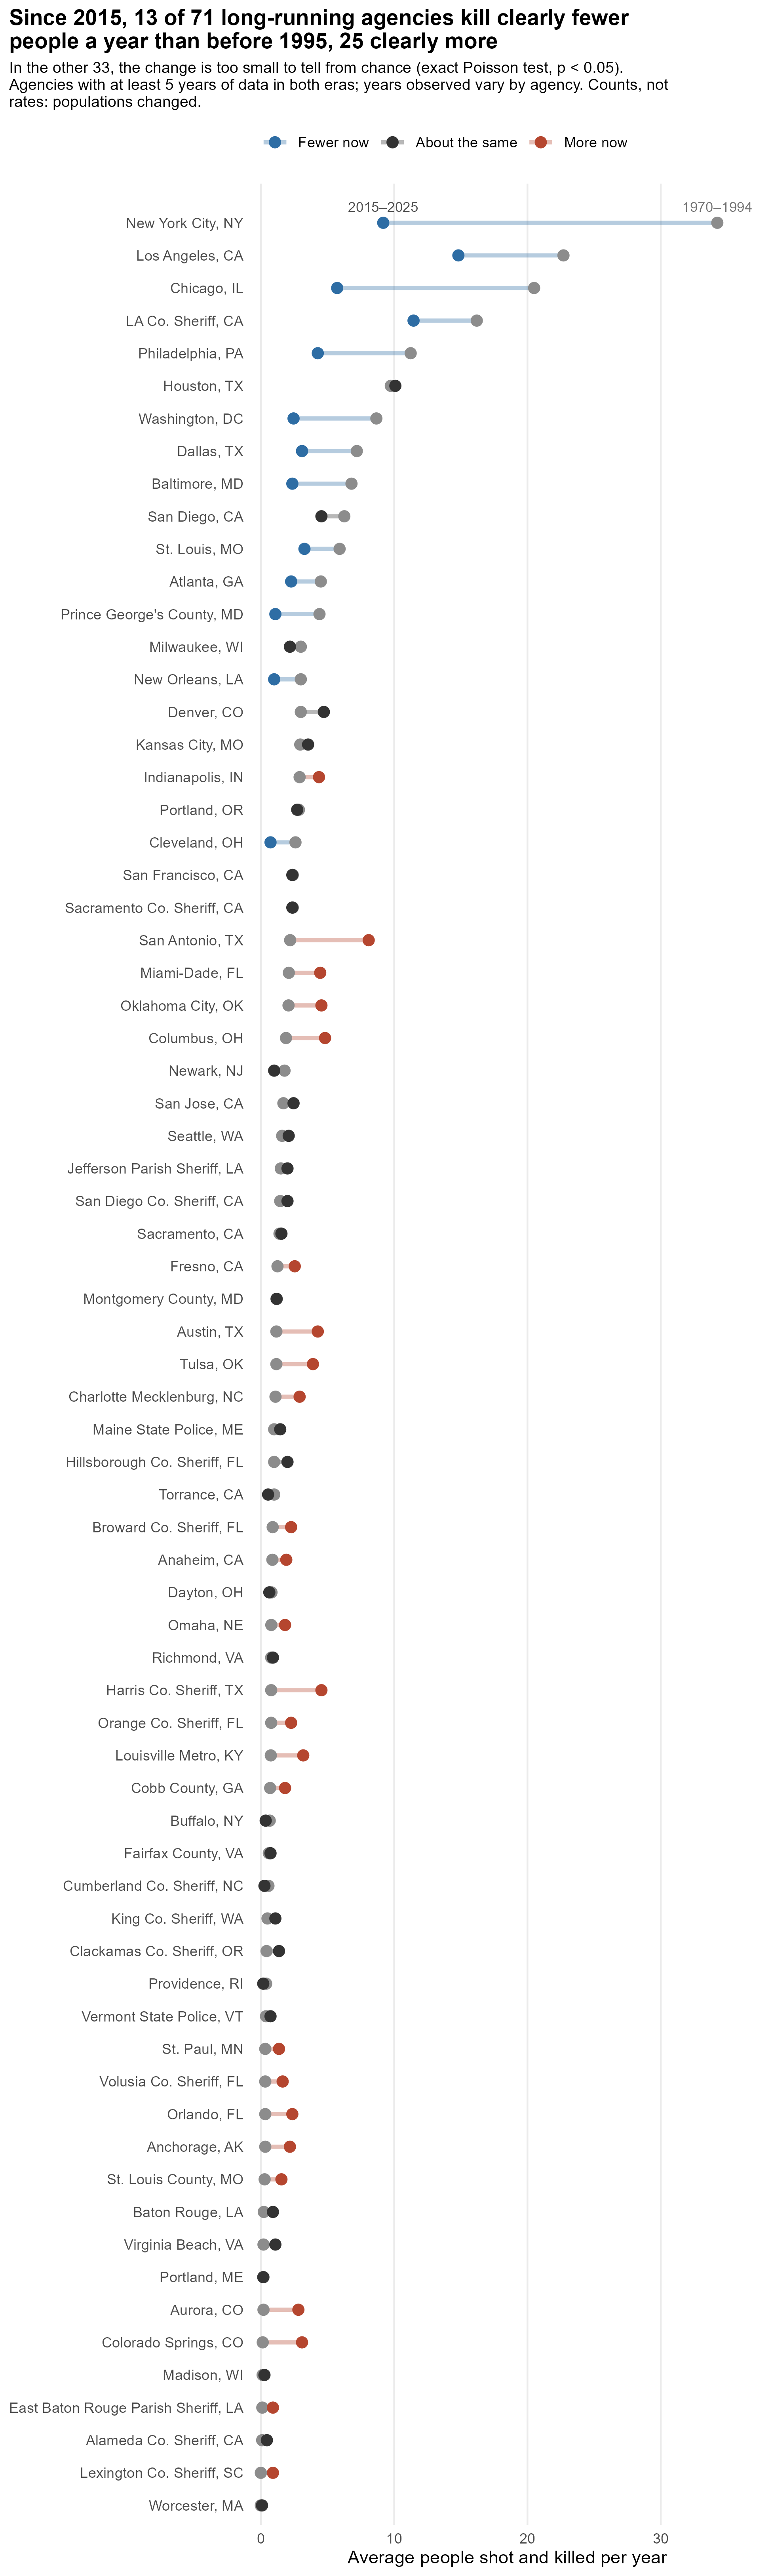 Since 2015, 13 of 71 long-running agencies kill clearly fewer
people a year than before 1995, 25 clearly more
In the other 33, the change is too small to tell from chance (exact Poisson test, p < 0.05).
Agencies with at least 5 years of data in both eras; years observed vary by agency. Counts, not
rates: populations changed.
Fewer now About the same More now
2015–2025 1970–1994
New York City, NY
Los Angeles, CA
Chicago, IL
LA Co. Sheriff, CA
Philadelphia, PA
Houston, TX
Washington, DC
Dallas, TX
Baltimore, MD
San Diego, CA
St. Louis, MO
Atlanta, GA
Prince George's County, MD
Milwaukee, WI
New Orleans, LA
Denver, CO
Kansas City, MO
Indianapolis, IN
Portland, OR
Cleveland, OH
San Francisco, CA
Sacramento Co. Sheriff, CA
San Antonio, TX
Miami-Dade, FL
Oklahoma City, OK
Columbus, OH
Newark, NJ
San Jose, CA
Seattle, WA
Jefferson Parish Sheriff, LA
San Diego Co. Sheriff, CA
Sacramento, CA
Fresno, CA
Montgomery County, MD
Austin, TX
Tulsa, OK
Charlotte Mecklenburg, NC
Maine State Police, ME
Hillsborough Co. Sheriff, FL
Torrance, CA
Broward Co. Sheriff, FL
Anaheim, CA
Dayton, OH
Omaha, NE
Richmond, VA
Harris Co. Sheriff, TX
Orange Co. Sheriff, FL
Louisville Metro, KY
Cobb County, GA
Buffalo, NY
Fairfax County, VA
Cumberland Co. Sheriff, NC
King Co. Sheriff, WA
Clackamas Co. Sheriff, OR
Providence, RI
Vermont State Police, VT
St. Paul, MN
Volusia Co. Sheriff, FL
Orlando, FL
Anchorage, AK
St. Louis County, MO
Baton Rouge, LA
Virginia Beach, VA
Portland, ME
Aurora, CO
Colorado Springs, CO
Madison, WI
East Baton Rouge Parish Sheriff, LA
Alameda Co. Sheriff, CA
Lexington Co. Sheriff, SC
Worcester, MA
0 10 20 30
Average people shot and killed per year